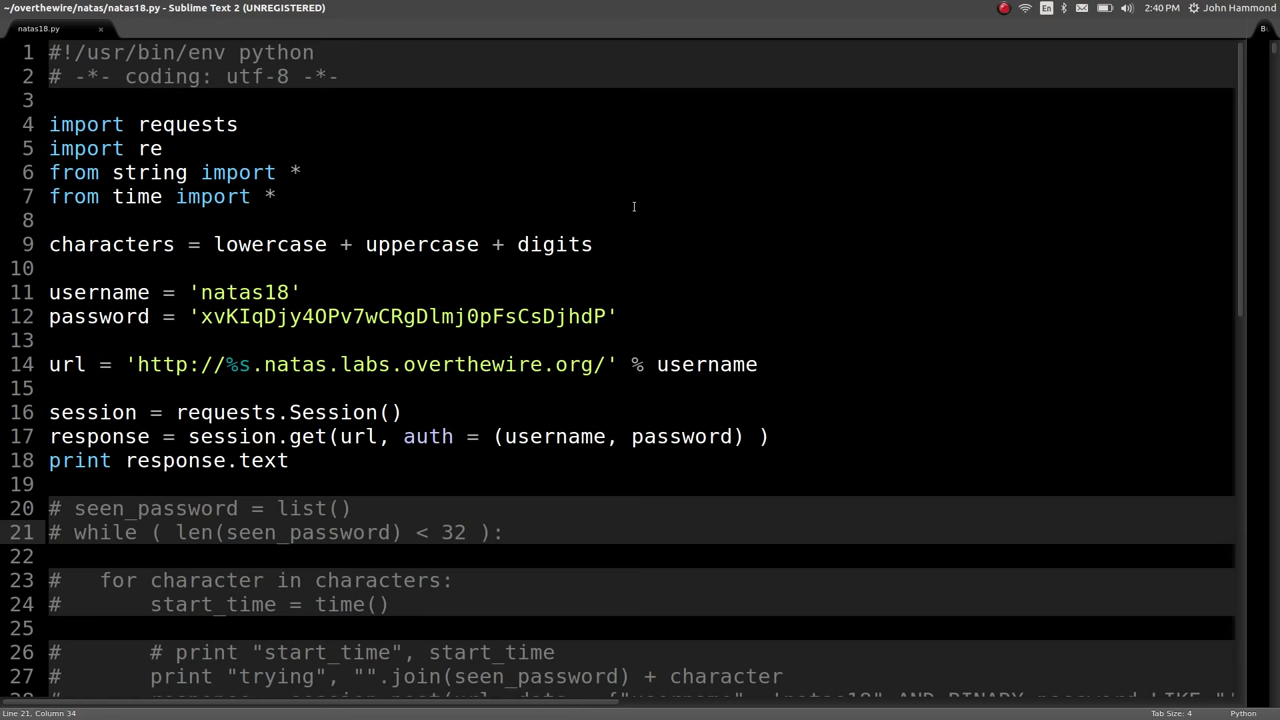 ~/overthewire/natas/natas18.py - Sublime Text 2 (UNREGISTERED)
En
2:40 PM
John Hammond
natas18.py ×
1 #!/usr/bin/env python
2 # -*- coding: utf-8 -*-
3
4 import requests
5 import re
6 from string import *
7 from time import *
8
9 characters = lowercase + uppercase + digits
10
11 username = 'natas18'
12 password = 'xvKIqDjy4OPv7wCRgDlmj0pFsCsDjhdP'
13
14 url = 'http://%s.natas.labs.overthewire.org/' % username
15
16 session = requests.Session()
17 response = session.get(url, auth = (username, password) )
18 print response.text
19
20 # seen_password = list()
21 # while ( len(seen_password) < 32 ):
22
23 #   for character in characters:
24 #       start_time = time()
25
26 #       # print "start_time", start_time
27 #       print "trying", "".join(seen_password) + character
Line 21, Column 34
Tab Size: 4
Python